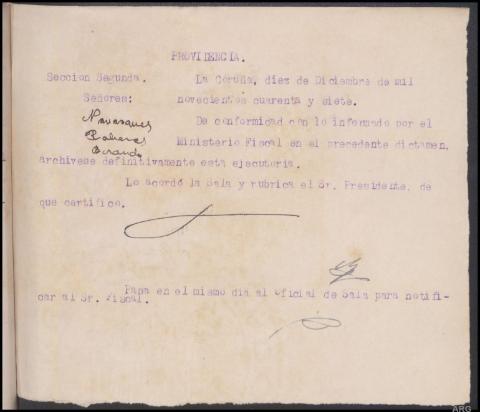 PROVIDENCIA.
Seccion Segunda. La Coruña, diez de Diciembre de mil
Señores: novecientos cuarenta y siete.
De conformidad con lo informado por el
Ministerio Fiscal en el precedente dictamen,
archivese definitivamente esta ejecutoria.
Lo acordó la Sala y rubrica el Sr. Presidente, de
que certifico.
Pasa en el mismo dia al Oficial de Sala para notifi-
car al Sr. Fiscal.
ARG